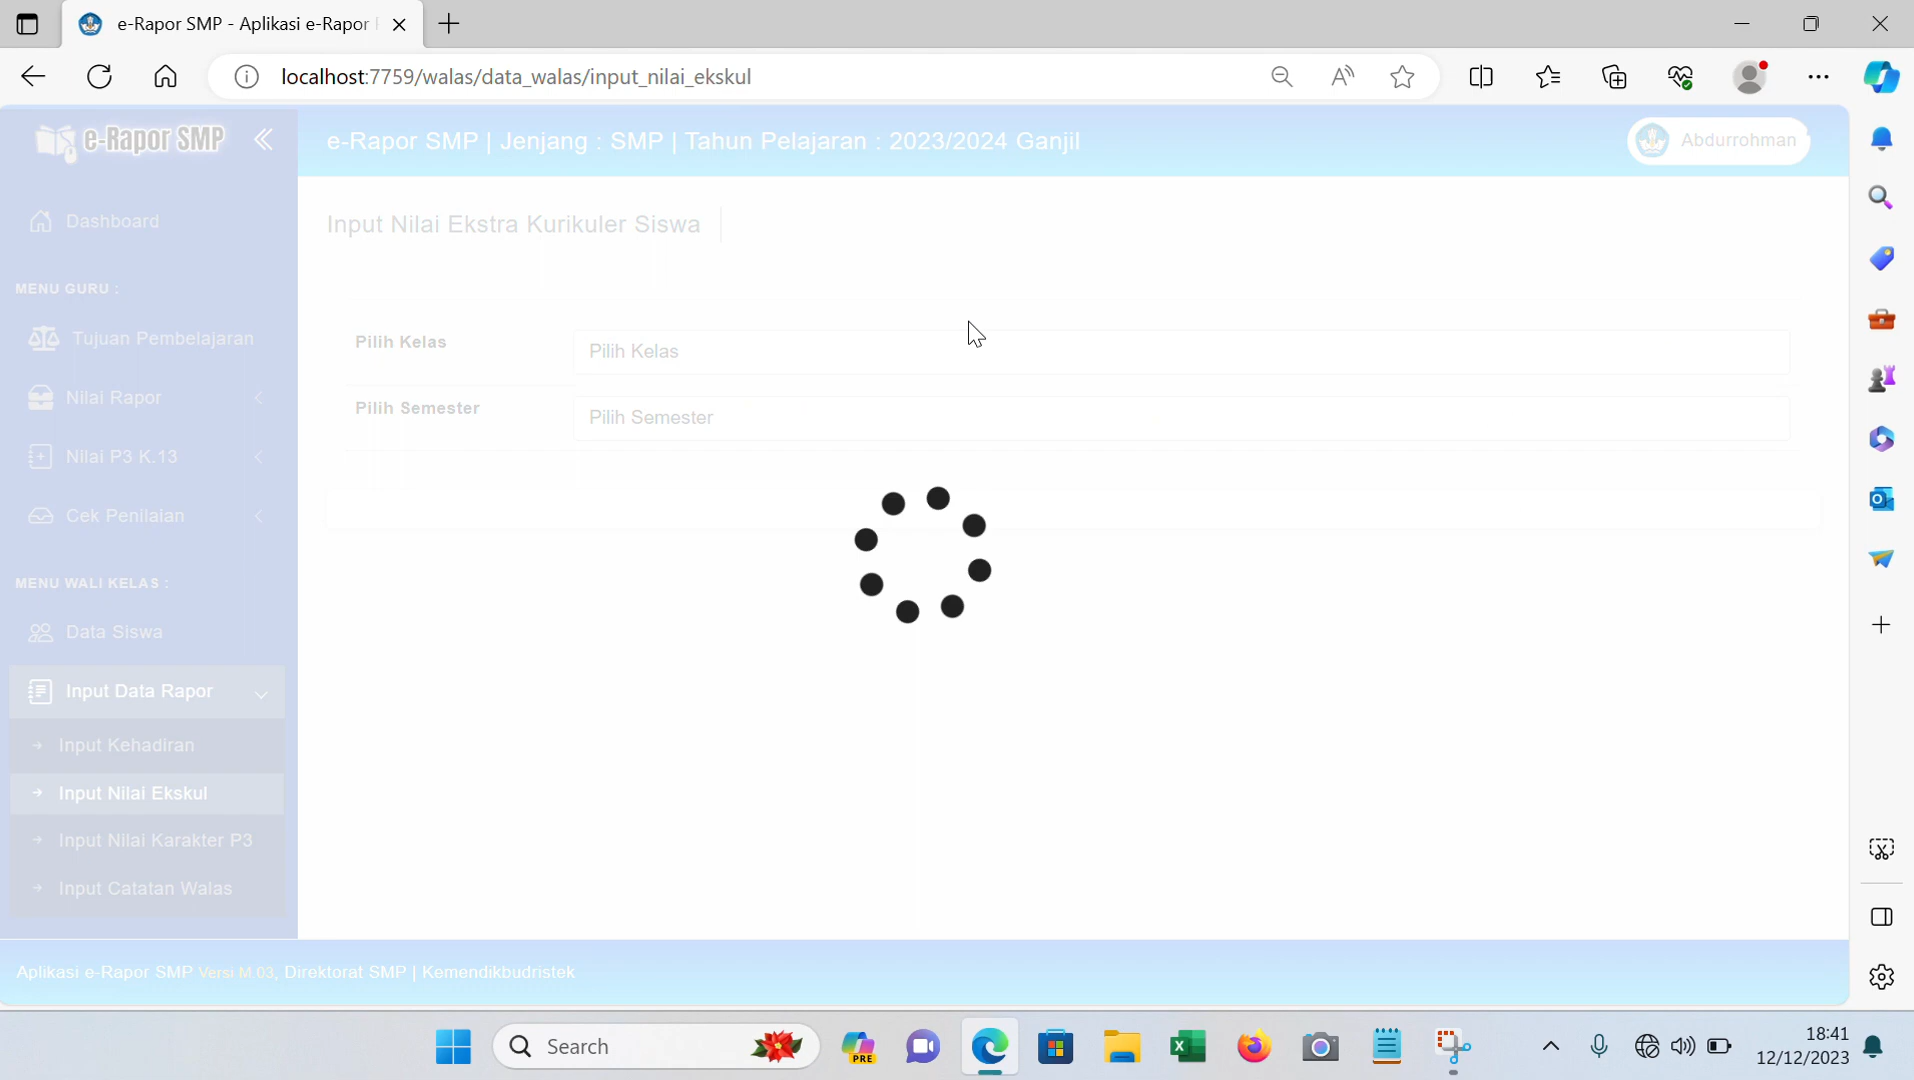 e-Rapor SMP - Aplikasi e-Rapor
localhost:7759/walas/data_walas/input_nilai_ekskul
e-Rapor SMP
e-Rapor SMP | Jenjang : SMP | Tahun Pelajaran : 2023/2024 Ganjil
Abdurrohman
Dashboard
MENU GURU :
Tujuan Pembelajaran
Nilai Rapor
Nilai P3 K.13
Cek Penilaian
MENU WALI KELAS :
Data Siswa
Input Data Rapor
Input Kehadiran
Input Nilai Ekskul
Input Nilai Karakter P3
Input Catatan Walas
Input Nilai Ekstra Kurikuler Siswa
Pilih Kelas
Pilih Kelas
Pilih Semester
Pilih Semester
Aplikasi e-Rapor SMP Versi M.03, Direktorat SMP | Kemendikbudristek
Search
PRE
18:41
12/12/2023